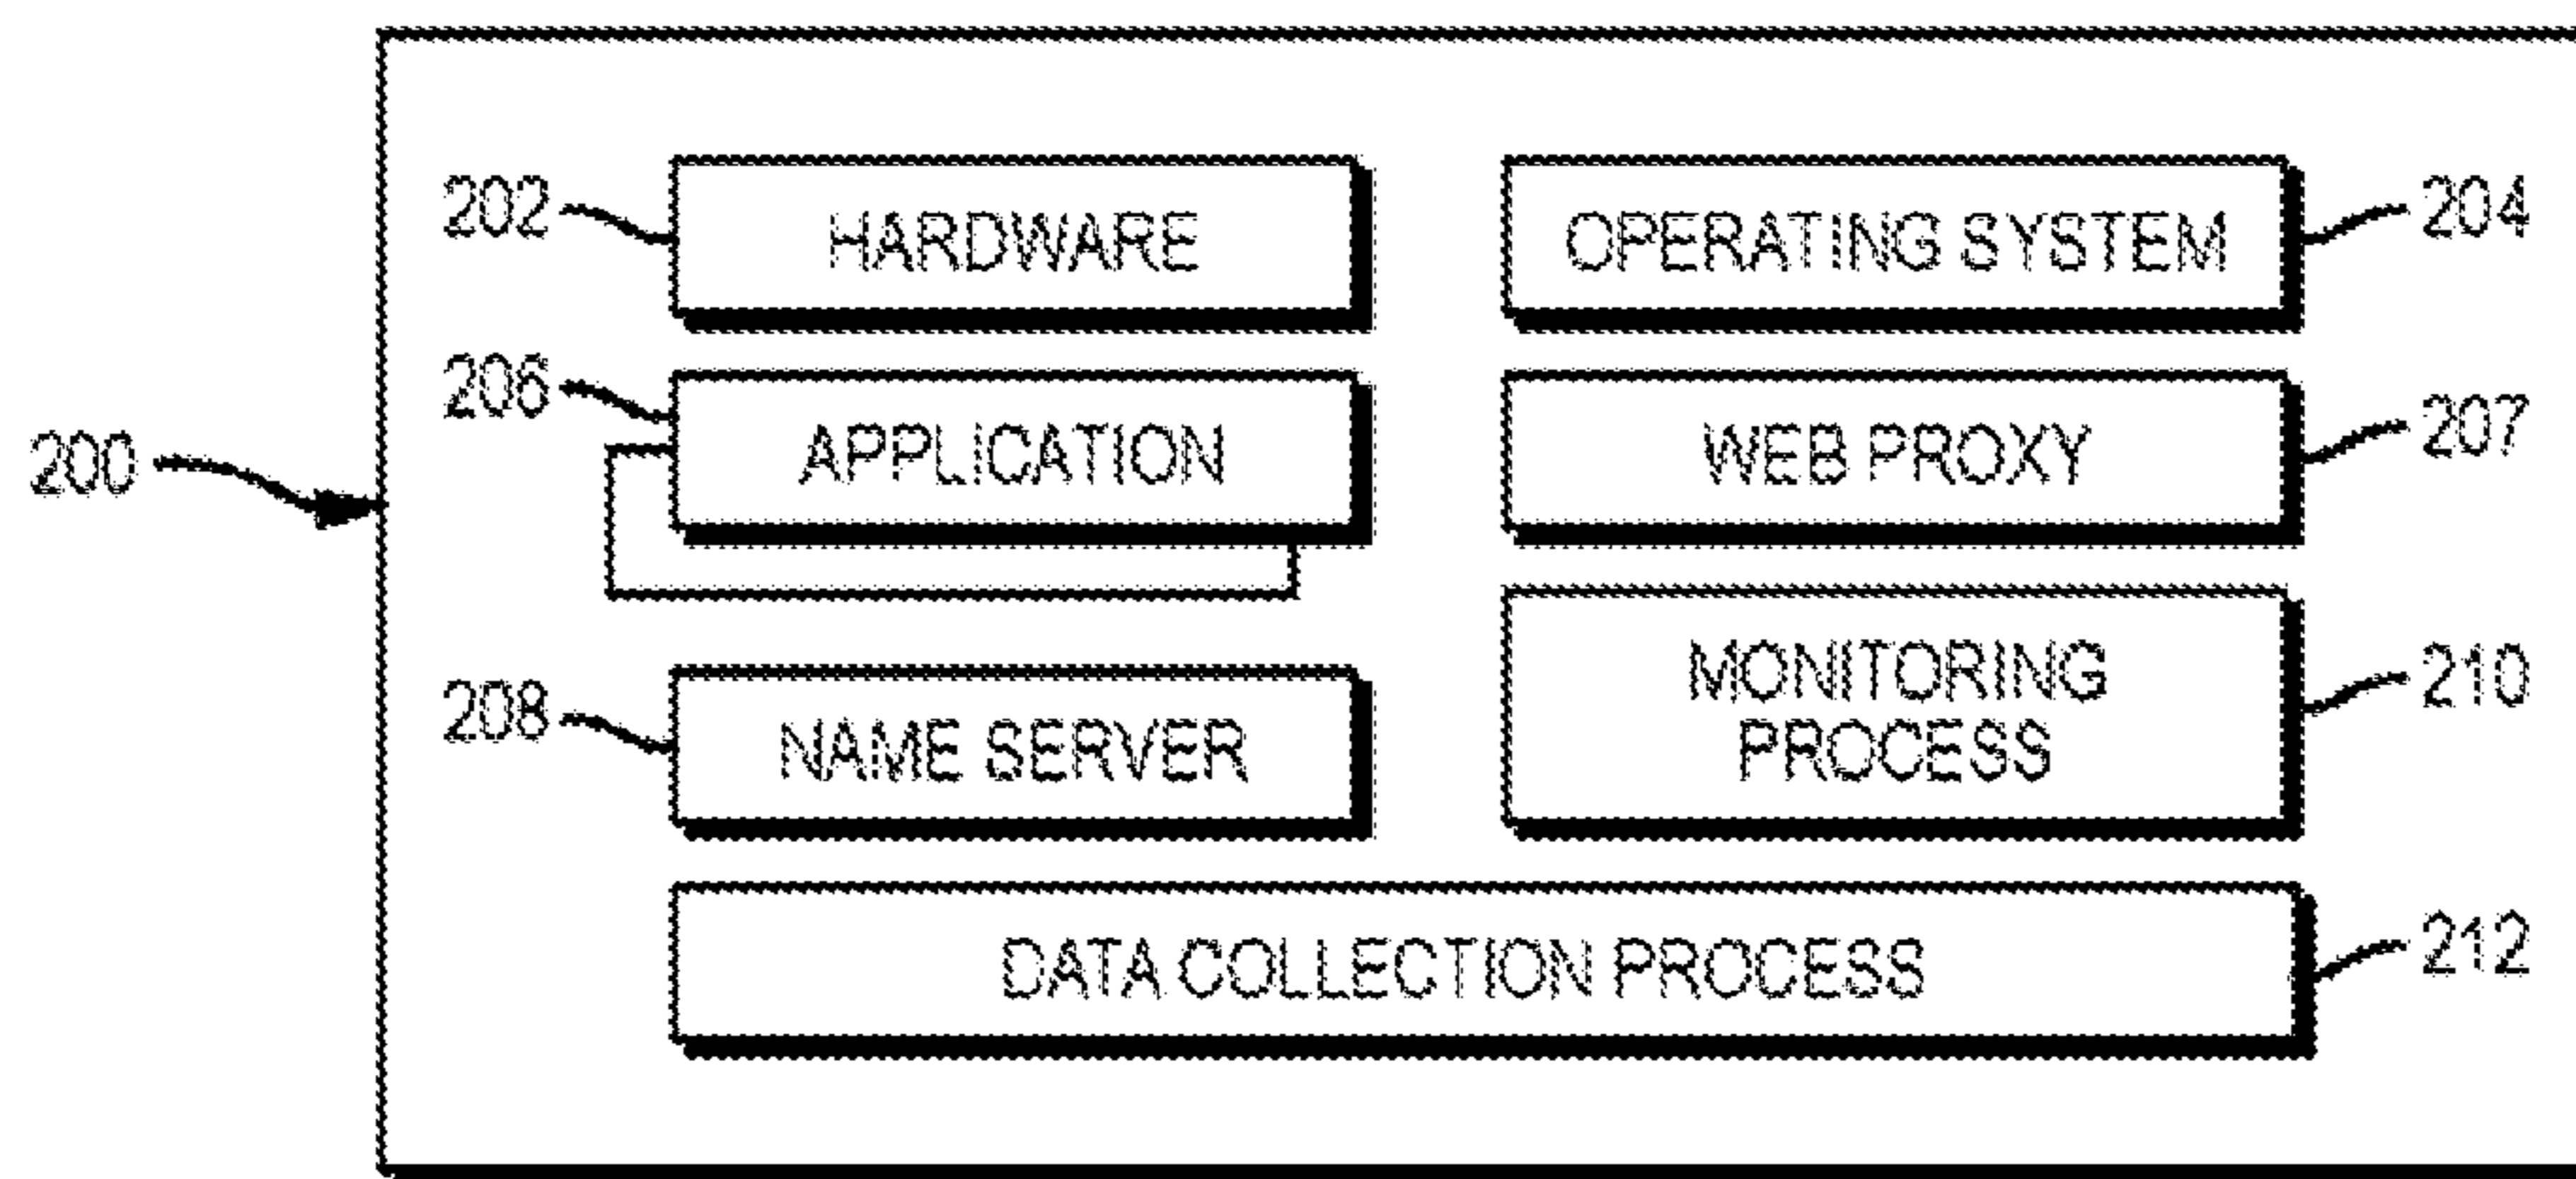 202
HARDWARE
OPERATING SYSTEM
204
206
APPLICATION
WEB PROXY
207
200
208
NAME SERVER
MONITORING
PROCESS
210
DATA COLLECTION PROCESS
212